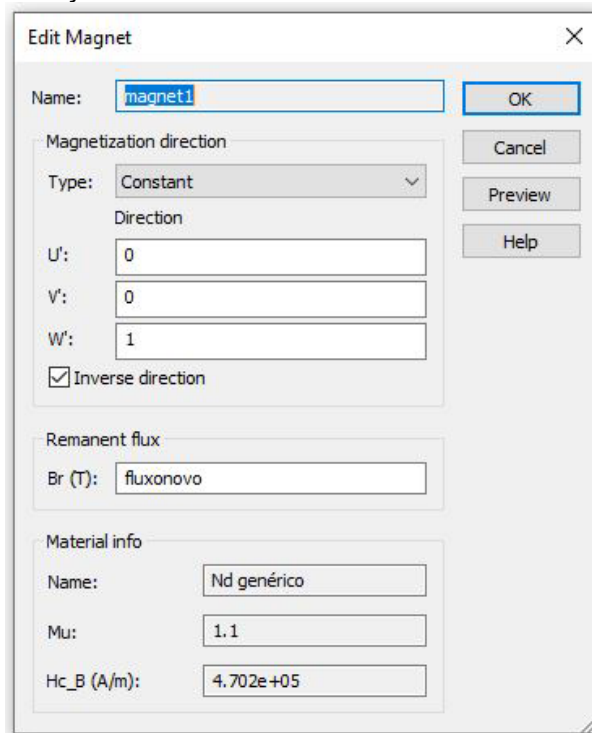 Edit Magnet
Name: magnet1
OK
Magnetization direction
Cancel
Type: Constant
Preview
Direction
Help
U': 0
V': 0
W': 1
Inverse direction
Remanent flux
Br (T): fluxonovo
Material info
Name: Nd genérico
Mu: 1.1
Hc_B (A/m): 4.702e+05